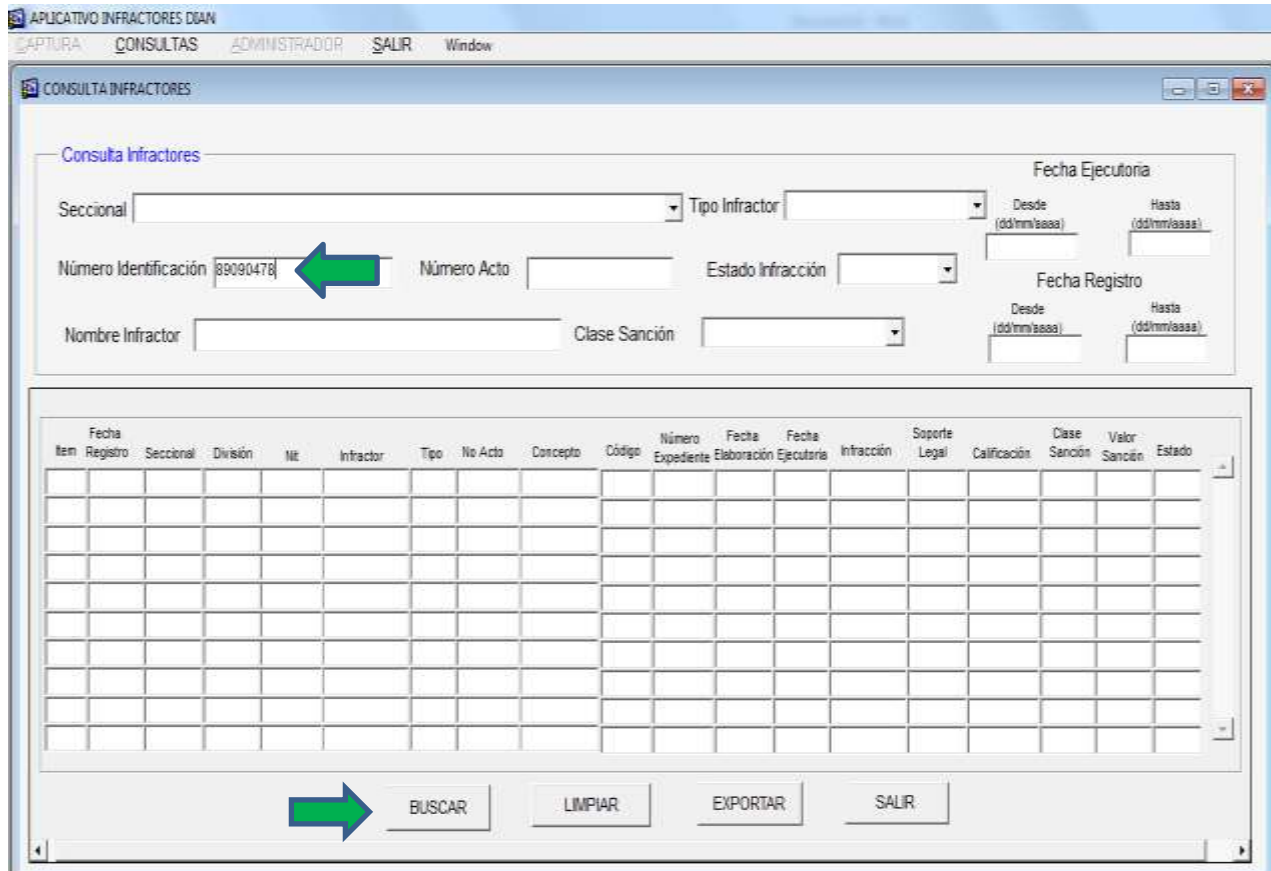 APLICATIVO INFRACTORES DIAN
CAPTURA CONSULTAS ADMINISTRADOR SALIR Window
CONSULTA INFRACTORES
Consulta Infractores
Fecha Ejecutoria
Seccional Tipo Infractor Desde Hasta
(dd/mm/aaaa) (dd/mm/aaaa)
Número Identificación 89090478 Número Acto Estado Infracción
Fecha Registro
Desde Hasta
Nombre Infractor Clase Sanción (dd/mm/aaaa) (dd/mm/aaaa)
Item Fecha Registro Seccional División Nit Infractor Tipo No Acto Concepto Código Número Expediente Fecha Elaboración Fecha Ejecutoria Infracción Soporte Legal Calificación Clase Sanción Valor Sanción Estado
BUSCAR LIMPIAR EXPORTAR SALIR